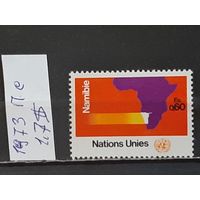 1973 п с
1.7$
Namibie
Fs.
0.60
Nations Unies